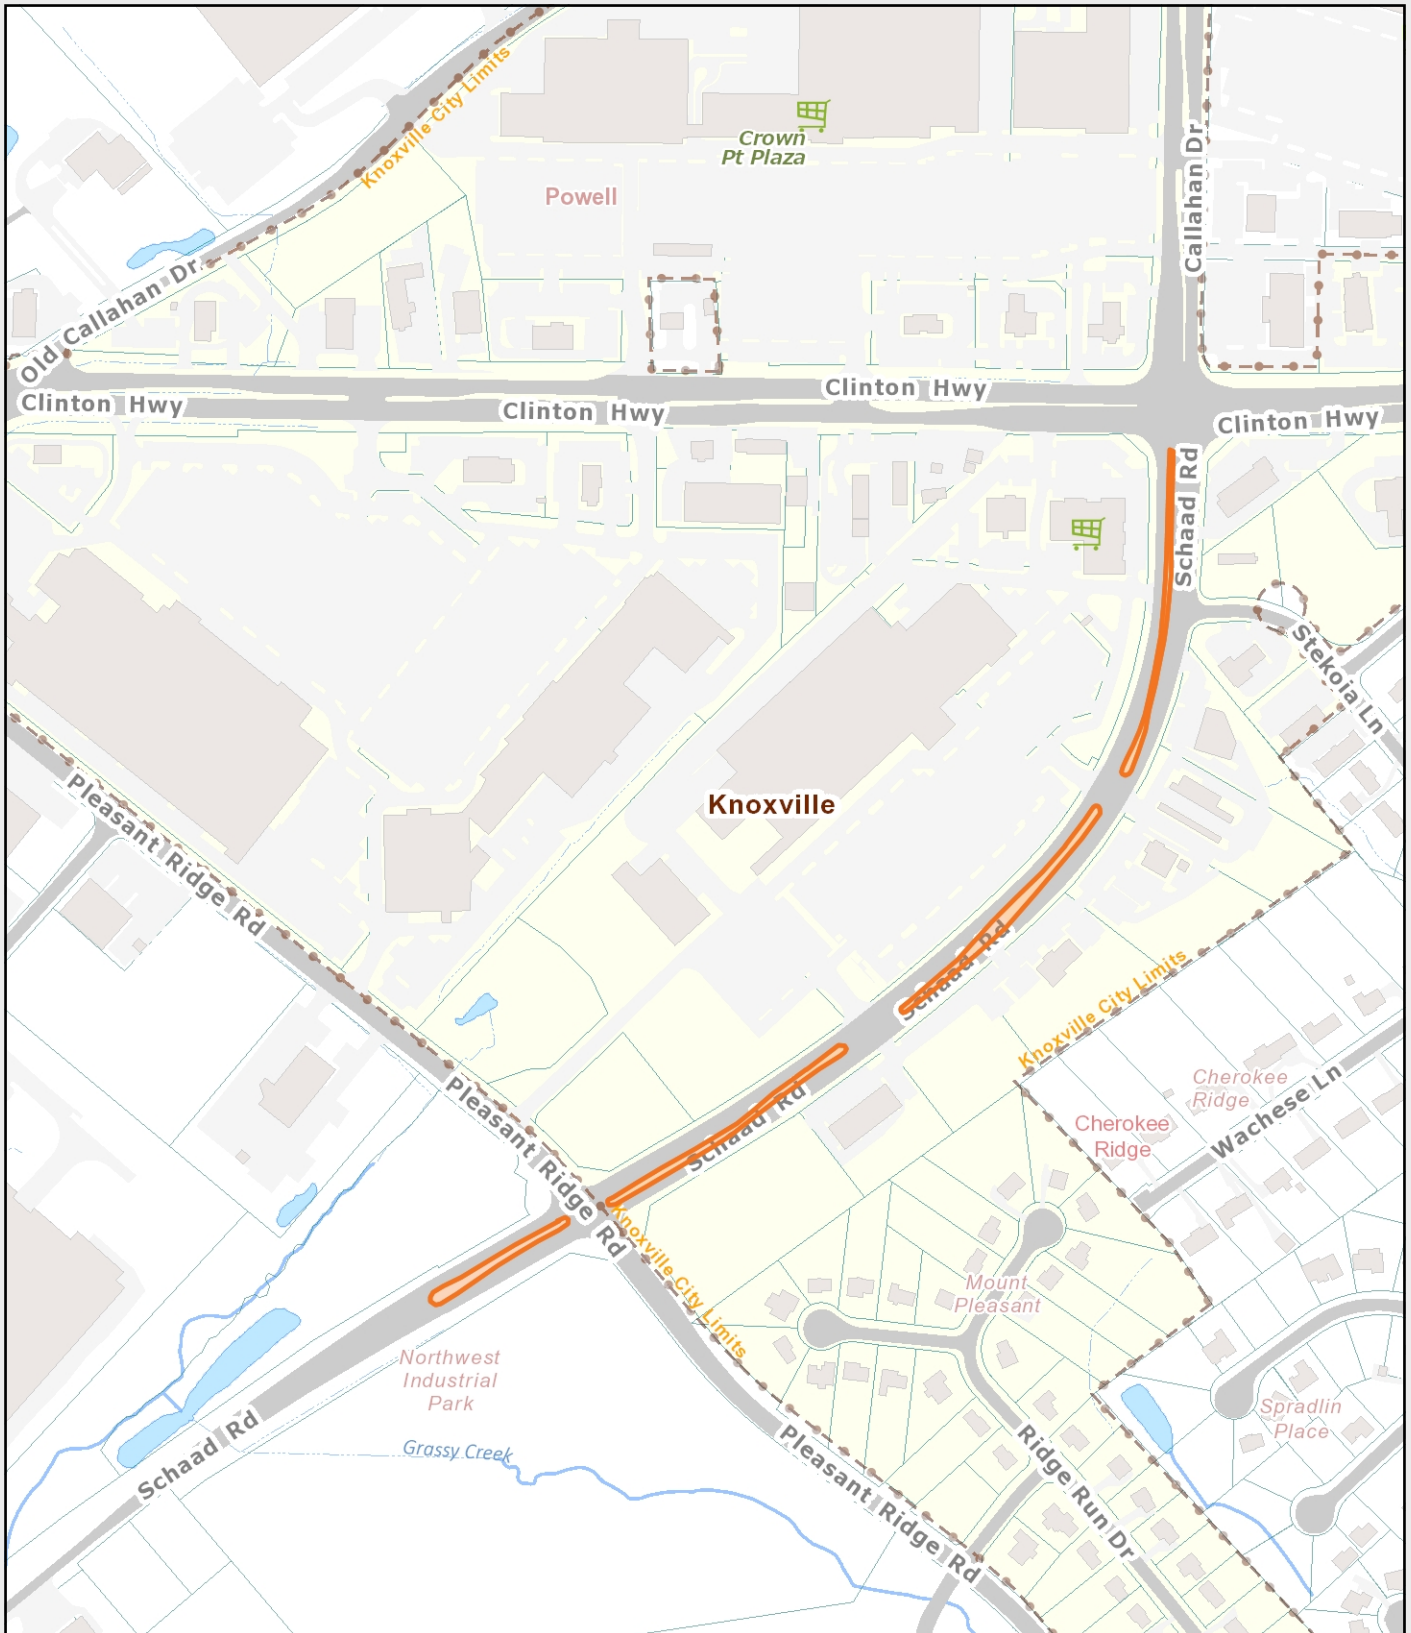 Knoxville City Limits
Callahan Dr
Crown
Pt Plaza
Powell
Old Callahan Dr
Clinton Hwy
Clinton Hwy
Clinton Hwy
Clinton Hwy
Schaad Rd
Stekoia Ln
Pleasant Ridge Rd
Knoxville
Schaad Rd
Knoxville City Limits
Cherokee
Ridge
Wachese Ln
Cherokee
Ridge
Schaad Rd
Pleasant Ridge Rd
Knoxville City Limits
Mount
Pleasant
Northwest
Industrial
Park
Spradlin
Place
Schaad Rd
Grassy Creek
Pleasant Ridge Rd
Ridge Run Dr